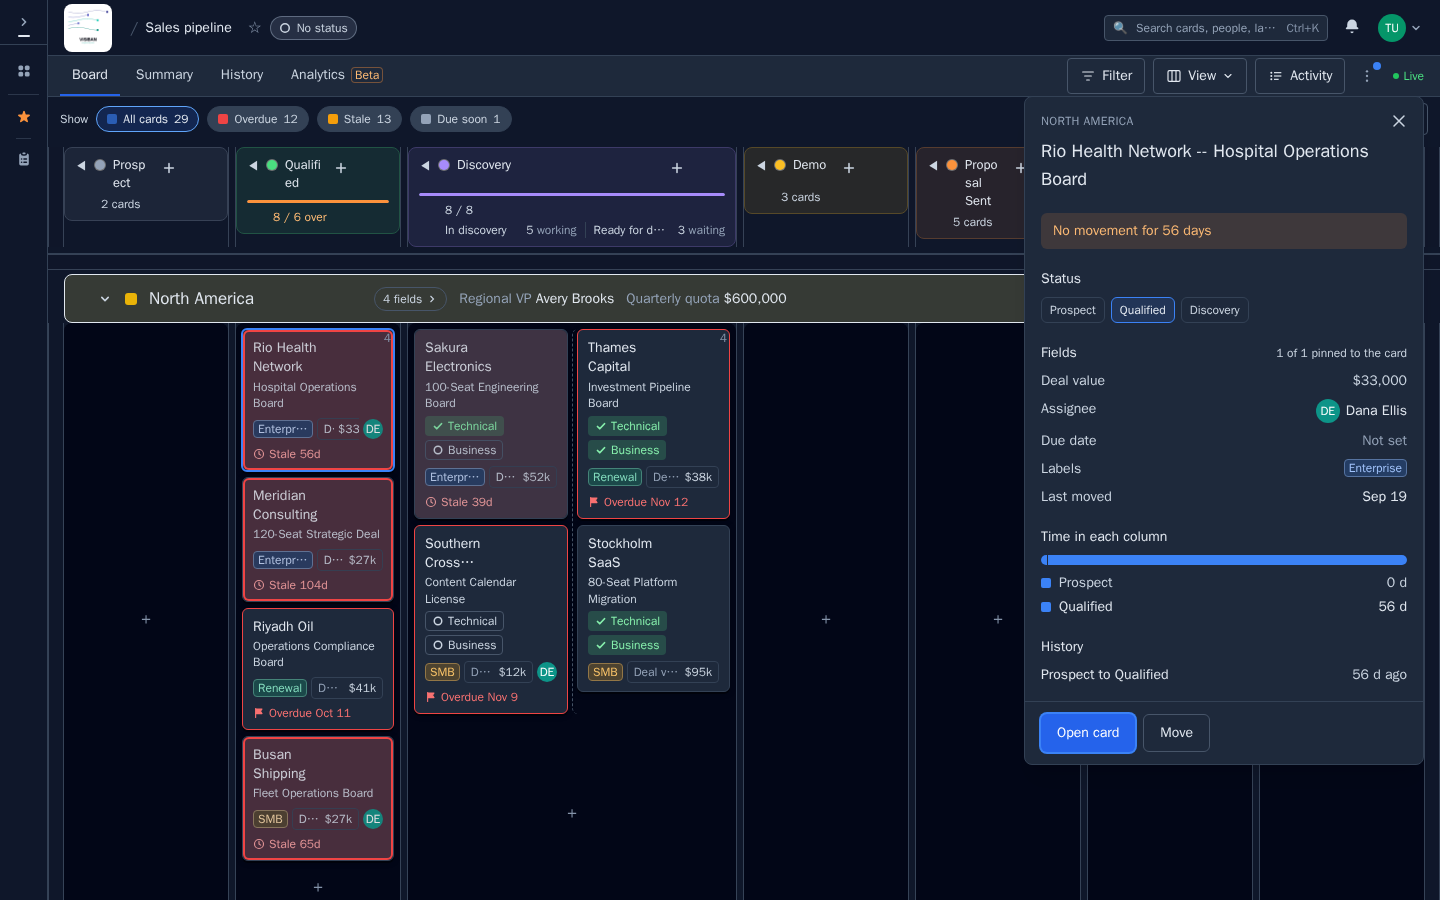 VISBAN
/ Sales pipeline
No status
Search cards, people, la··· Ctrl+K
TU
Board Summary History Analytics Beta
Filter View Activity Live
Show All cards 29 Overdue 12 Stale 13 Due soon 1
Prosp
ect
2 cards
Qualifi
ed
8 / 6 over
Discovery
8 / 8
In discovery 5 working Ready for d··· 3 waiting
Demo
3 cards
Propo
sal
Sent
5 cards
North America 4 fields Regional VP Avery Brooks Quarterly quota $600,000
4
Rio Health
Network
Hospital Operations
Board
Enterpr··· D· $33 DE
Stale 56d
Meridian
Consulting
120-Seat Strategic Deal
Enterpr··· D··· $27k
Stale 104d
Riyadh Oil
Operations Compliance
Board
Renewal D··· $41k
Overdue Oct 11
Busan
Shipping
Fleet Operations Board
SMB D··· $27k DE
Stale 65d
Sakura
Electronics
100-Seat Engineering
Board
Technical
Business
Enterpr··· D··· $52k
Stale 39d
Southern
Cross···
Content Calendar
License
Technical
Business
SMB D··· $12k DE
Overdue Nov 9
4
Thames
Capital
Investment Pipeline
Board
Technical
Business
Renewal De··· $38k
Overdue Nov 12
Stockholm
SaaS
80-Seat Platform
Migration
Technical
Business
SMB Deal v··· $95k
NORTH AMERICA
Rio Health Network -- Hospital Operations
Board
No movement for 56 days
Status
Prospect Qualified Discovery
Fields 1 of 1 pinned to the card
Deal value $33,000
Assignee DE Dana Ellis
Due date Not set
Labels Enterprise
Last moved Sep 19
Time in each column
Prospect 0 d
Qualified 56 d
History
Prospect to Qualified 56 d ago
Open card Move